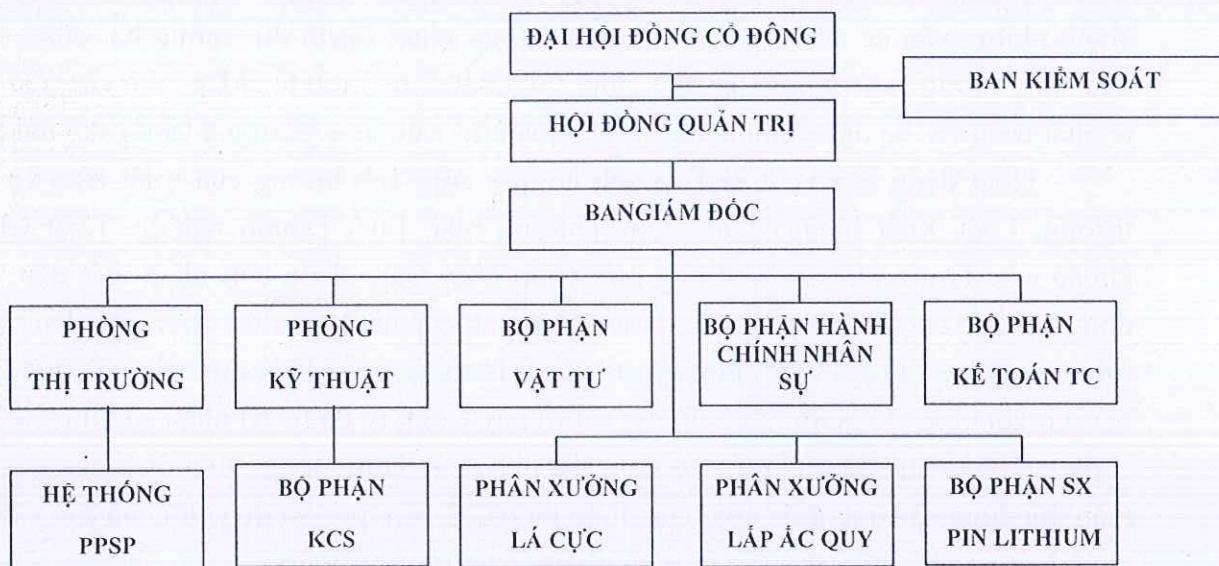 ĐẠI HỘI ĐỒNG CỔ ĐÔNG
BAN KIỂM SOÁT
HỘI ĐỒNG QUẢN TRỊ
BANGIÁM ĐỐC
PHÒNG
THỊ TRƯỜNG
PHÒNG
KỸ THUẬT
BỘ PHẬN
VẬT TƯ
BỘ PHẬN HÀNH
CHÍNH NHÂN
SỰ
BỘ PHẬN
KẾ TOÁN TC
HỆ THỐNG
PPSP
BỘ PHẬN
KCS
PHÂN XƯỞNG
LÁ CỰC
PHÂN XƯỞNG
LẮP ẮC QUY
BỘ PHẬN SX
PIN LITHIUM